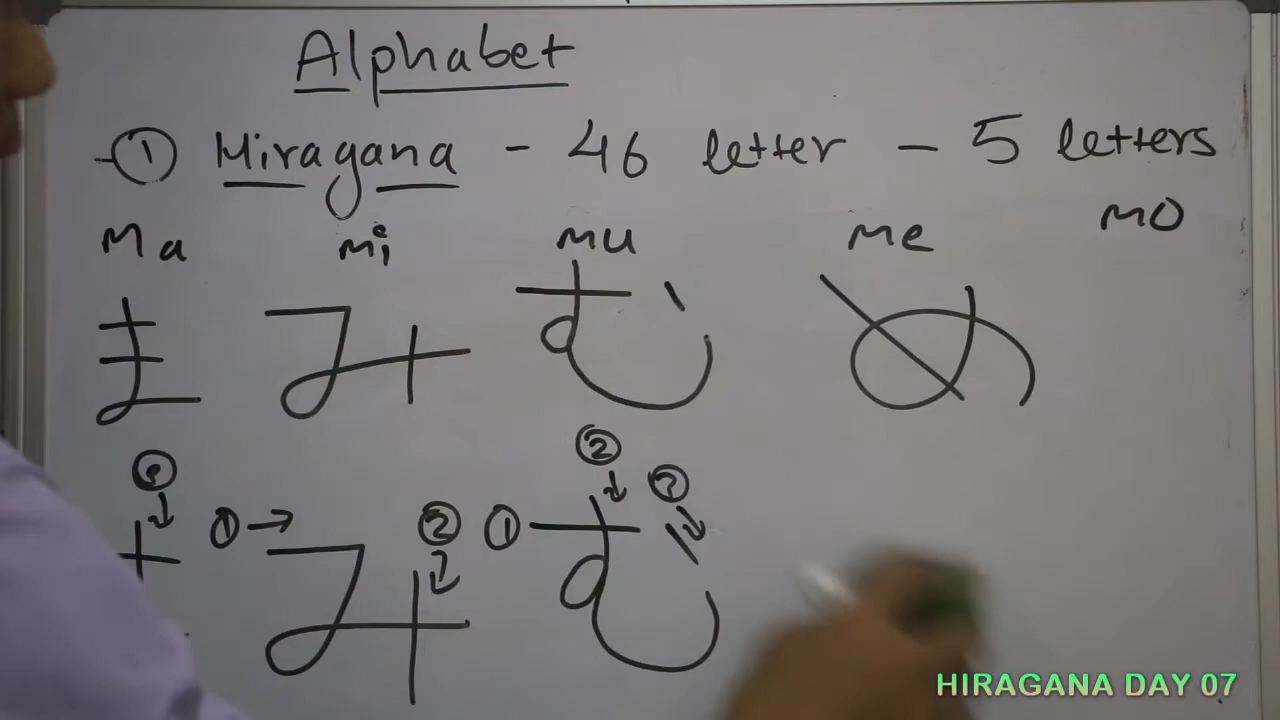 Alphabet
① Hiragana - 46 letter - 5 letters
Ma mi mu Me MO
ま み む め
① ② ① ②
み む
HIRAGANA DAY 07